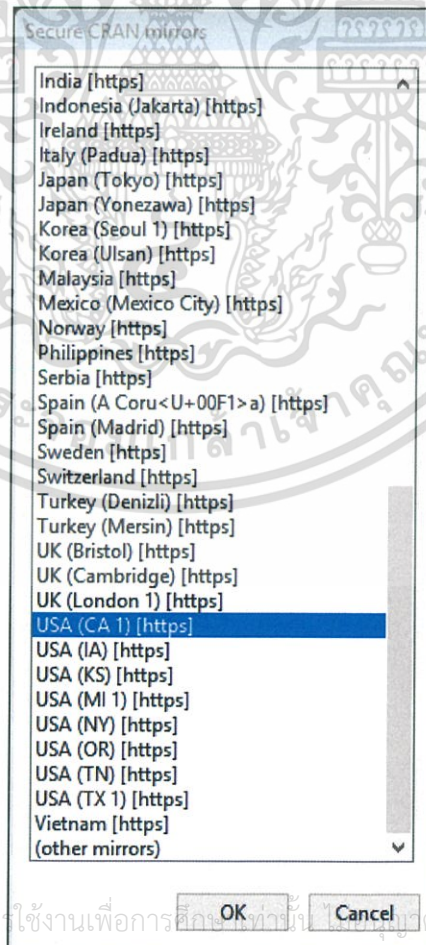 Secure CRAN mirrors
India [https]
Indonesia (Jakarta) [https]
Ireland [https]
Italy (Padua) [https]
Japan (Tokyo) [https]
Japan (Yonezawa) [https]
Korea (Seoul 1) [https]
Korea (Ulsan) [https]
Malaysia [https]
Mexico (Mexico City) [https]
Norway [https]
Philippines [https]
Serbia [https]
Spain (A Coru<U+00F1>a) [https]
Spain (Madrid) [https]
Sweden [https]
Switzerland [https]
Turkey (Denizli) [https]
Turkey (Mersin) [https]
UK (Bristol) [https]
UK (Cambridge) [https]
UK (London 1) [https]
USA (CA 1) [https]
USA (IA) [https]
USA (KS) [https]
USA (MI 1) [https]
USA (NY) [https]
USA (OR) [https]
USA (TN) [https]
USA (TX 1) [https]
Vietnam [https]
(other mirrors)
OK Cancel